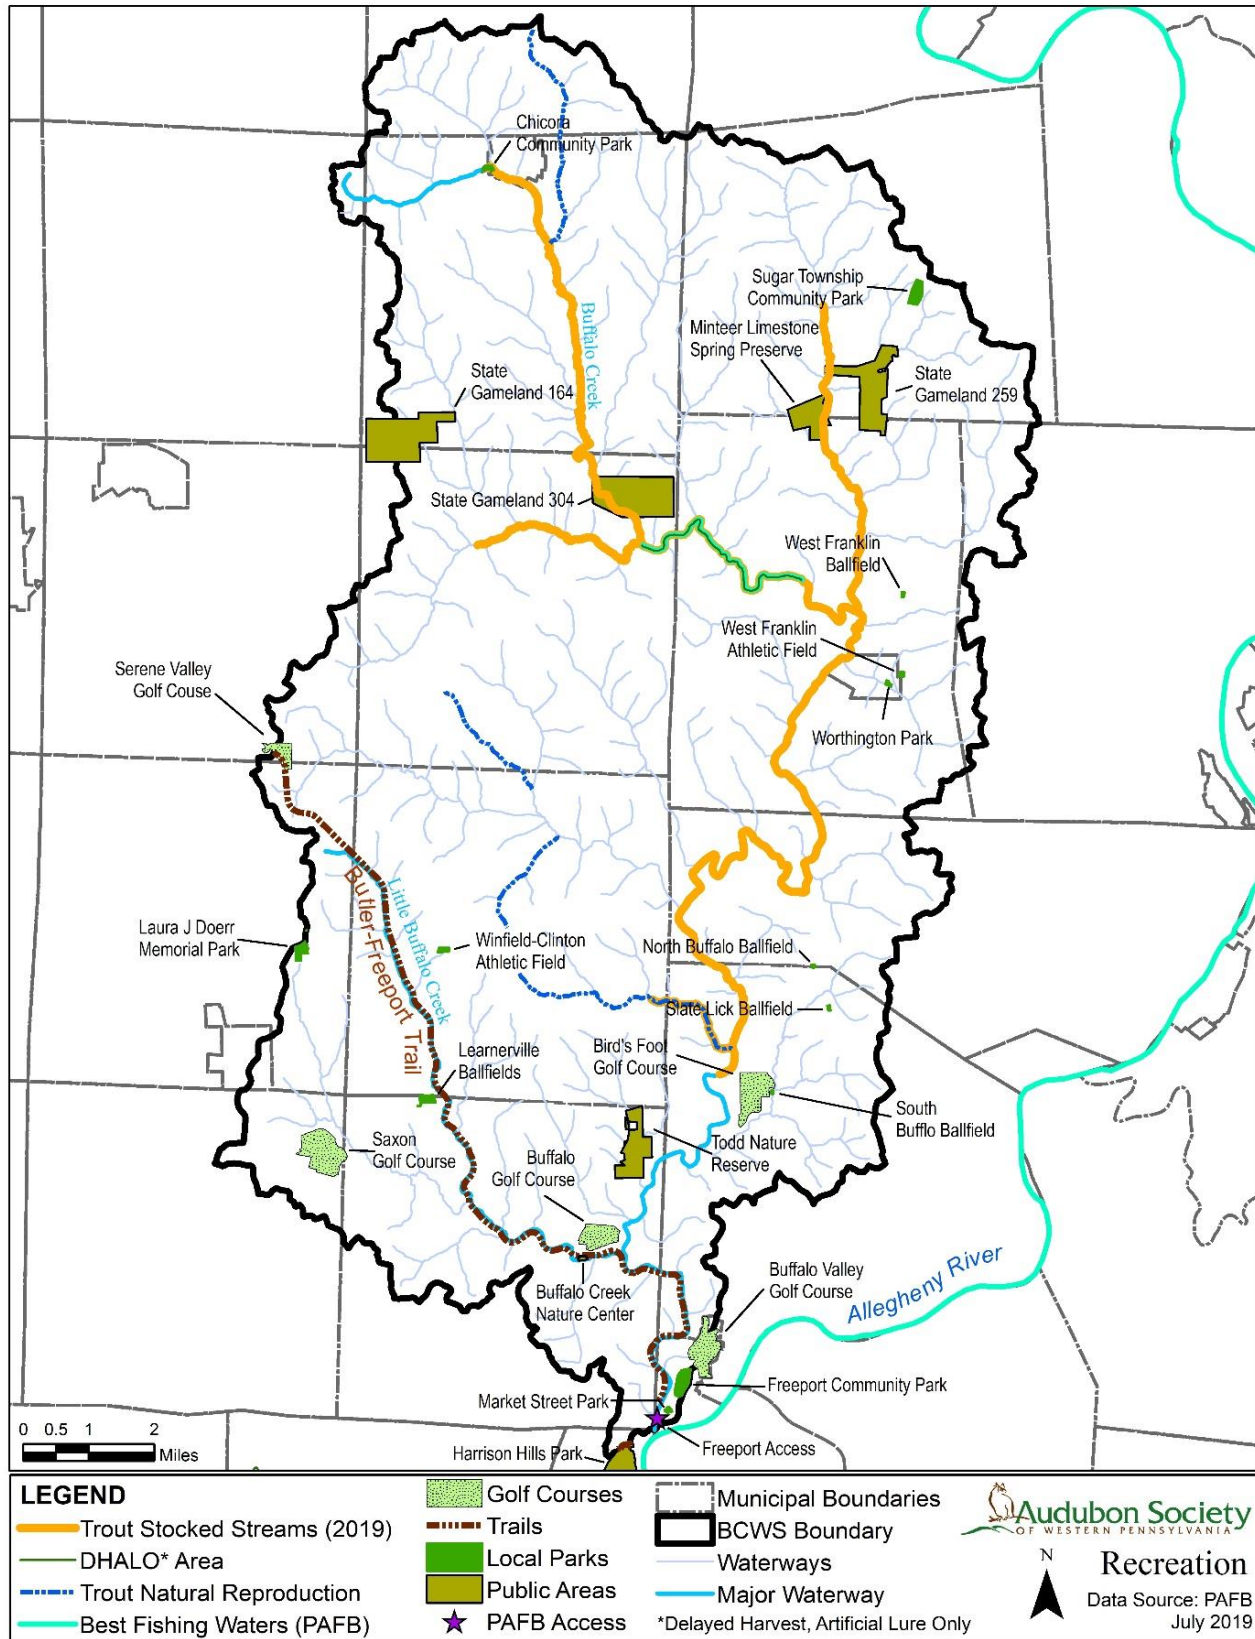 Chicora
Community Park
Sugar Township
Community Park
Minteer Limestone
Spring Preserve
Buffalo Creek
State
Gameland 164
State
Gameland 259
State Gameland 304
West Franklin
Ballfield
West Franklin
Athletic Field
Serene Valley
Golf Couse
Worthington Park
Butler-Freeport Trail
Little Buffalo Creek
Laura J Doerr
Memorial Park
Winfield-Clinton
Athletic Field
North Buffalo Ballfield
Slate Lick Ballfield
Bird's Foot
Golf Course
Learnerville
Ballfields
South
Bufflo Ballfield
Saxon
Golf Course
Todd Nature
Reserve
Buffalo
Golf Course
Buffalo Creek
Nature Center
Buffalo Valley
Golf Course
Allegheny River
Freeport Community Park
Market Street Park
Freeport Access
Harrison Hills Park
0 0.5 1 2
Miles
LEGEND
Trout Stocked Streams (2019)
DHALO* Area
Trout Natural Reproduction
Best Fishing Waters (PAFB)
Golf Courses
Trails
Local Parks
Public Areas
PAFB Access
Municipal Boundaries
BCWS Boundary
Waterways
Major Waterway
*Delayed Harvest, Artificial Lure Only
Audubon Society
OF WESTERN PENNSYLVANIA
N
Recreation
Data Source: PAFB
July 2019